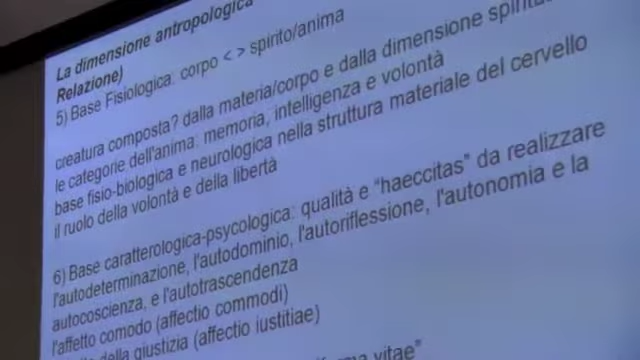 La dimensione antropologica
Relazione)
5) Base Fisiologica: corpo < > spirito/anima
creatura composta? dalla materia/corpo e dalla dimensione
le categorie dell'anima: memoria, intelligenza e volontà
base fisio-biologica e neurologica nella struttura materiale del cervello
il ruolo della volontà e della libertà
6) Base caratterologica-psycologica: qualità e "haeccitas" da realizzare
l'autodeterminazione, l'autodominio, l'autoriflessione, l'autonomia e la
autocoscienza, e l'autotrascendenza
l'affetto comodo (affectio commodi)
della giustizia (affectio iustitiae)
vitae"